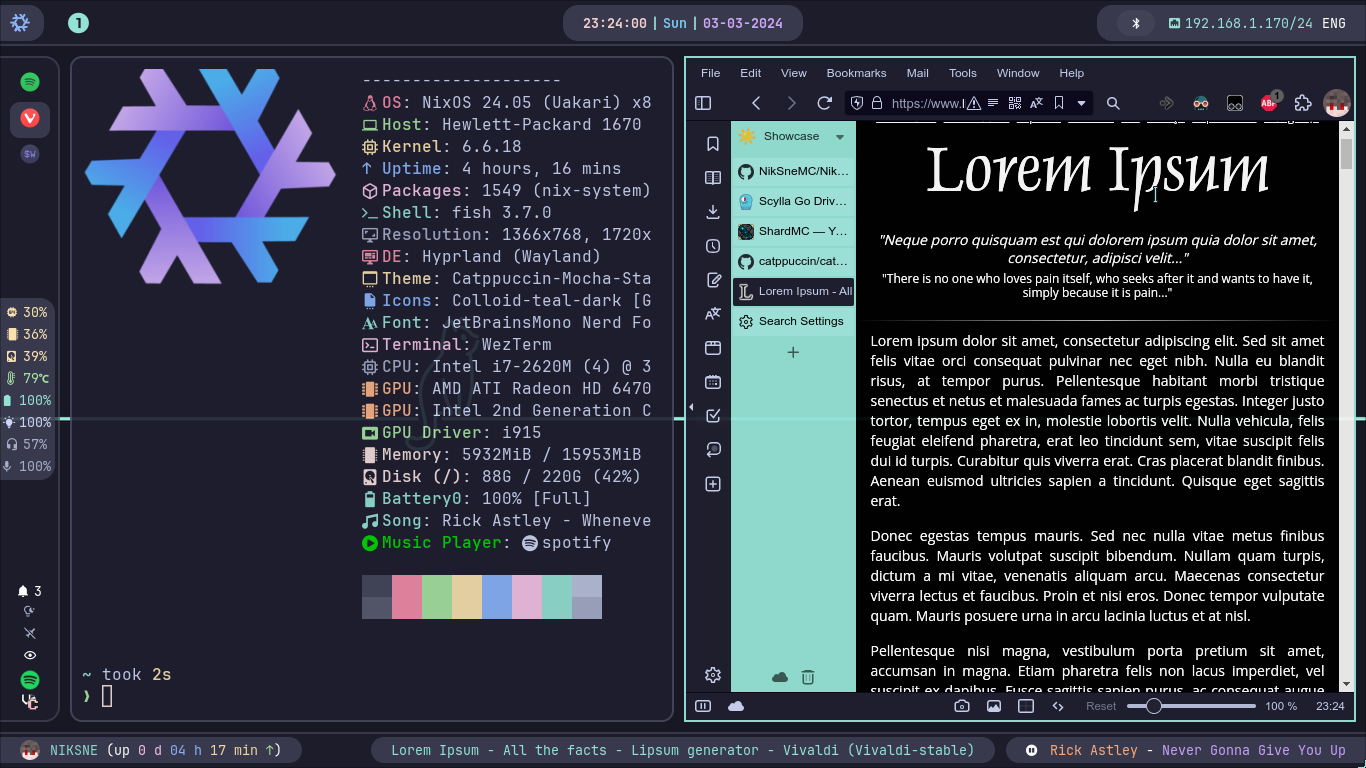 1
23:24:00 | Sun | 03-03-2024
192.168.1.170/24 ENG
30%
36%
39%
79℃
100%
100%
57%
100%
3
--------------------
OS: NixOS 24.05 (Uakari) x8
Host: Hewlett-Packard 1670
Kernel: 6.6.18
Uptime: 4 hours, 16 mins
Packages: 1549 (nix-system)
Shell: fish 3.7.0
Resolution: 1366x768, 1720x
DE: Hyprland (Wayland)
Theme: Catppuccin-Mocha-Sta
Icons: Colloid-teal-dark [G
Font: JetBrainsMono Nerd Fo
Terminal: WezTerm
CPU: Intel i7-2620M (4) @ 3
GPU: AMD ATI Radeon HD 6470
GPU: Intel 2nd Generation C
GPU Driver: i915
Memory: 5932MiB / 15953MiB
Disk (/): 88G / 220G (42%)
Battery0: 100% [Full]
Song: Rick Astley - Wheneve
Music Player: spotify
~ took 2s
❯
File Edit View Bookmarks Mail Tools Window Help
https://www.l
ABP 1
Showcase
NikSneMC/Nik...
Scylla Go Driv...
ShardMC — Y...
catppuccin/cat...
Lorem Ipsum - All
Search Settings
Lorem Ipsum
"Neque porro quisquam est qui dolorem ipsum quia dolor sit amet,
consectetur, adipisci velit..."
"There is no one who loves pain itself, who seeks after it and wants to have it,
simply because it is pain..."
Lorem ipsum dolor sit amet, consectetur adipiscing elit. Sed sit amet
felis vitae orci consequat pulvinar nec eget nibh. Nulla eu blandit
risus, at tempor purus. Pellentesque habitant morbi tristique
senectus et netus et malesuada fames ac turpis egestas. Integer justo
tortor, tempus eget ex in, molestie lobortis velit. Nulla vehicula, felis
feugiat eleifend pharetra, erat leo tincidunt sem, vitae suscipit felis
dui id turpis. Curabitur quis viverra erat. Cras placerat blandit finibus.
Aenean euismod ultricies sapien a tincidunt. Quisque eget sagittis
erat.
Donec egestas tempus mauris. Sed nec nulla vitae metus finibus
faucibus. Mauris volutpat suscipit bibendum. Nullam quam turpis,
dictum a mi vitae, venenatis aliquam arcu. Maecenas consectetur
viverra lectus et faucibus. Proin et nisi eros. Donec tempor vulputate
quam. Mauris posuere urna in arcu lacinia luctus et at nisl.
Pellentesque nisi magna, vestibulum porta pretium sit amet,
accumsan in magna. Etiam pharetra felis non lacus imperdiet, vel
suscipit ex dapibus. Fusce sagittis sapien purus, ac consequat augue
Reset 100 % 23:24
NIKSNE (up 0 d 04 h 17 min ↑)
Lorem Ipsum - All the facts - Lipsum generator - Vivaldi (Vivaldi-stable)
Rick Astley - Never Gonna Give You Up